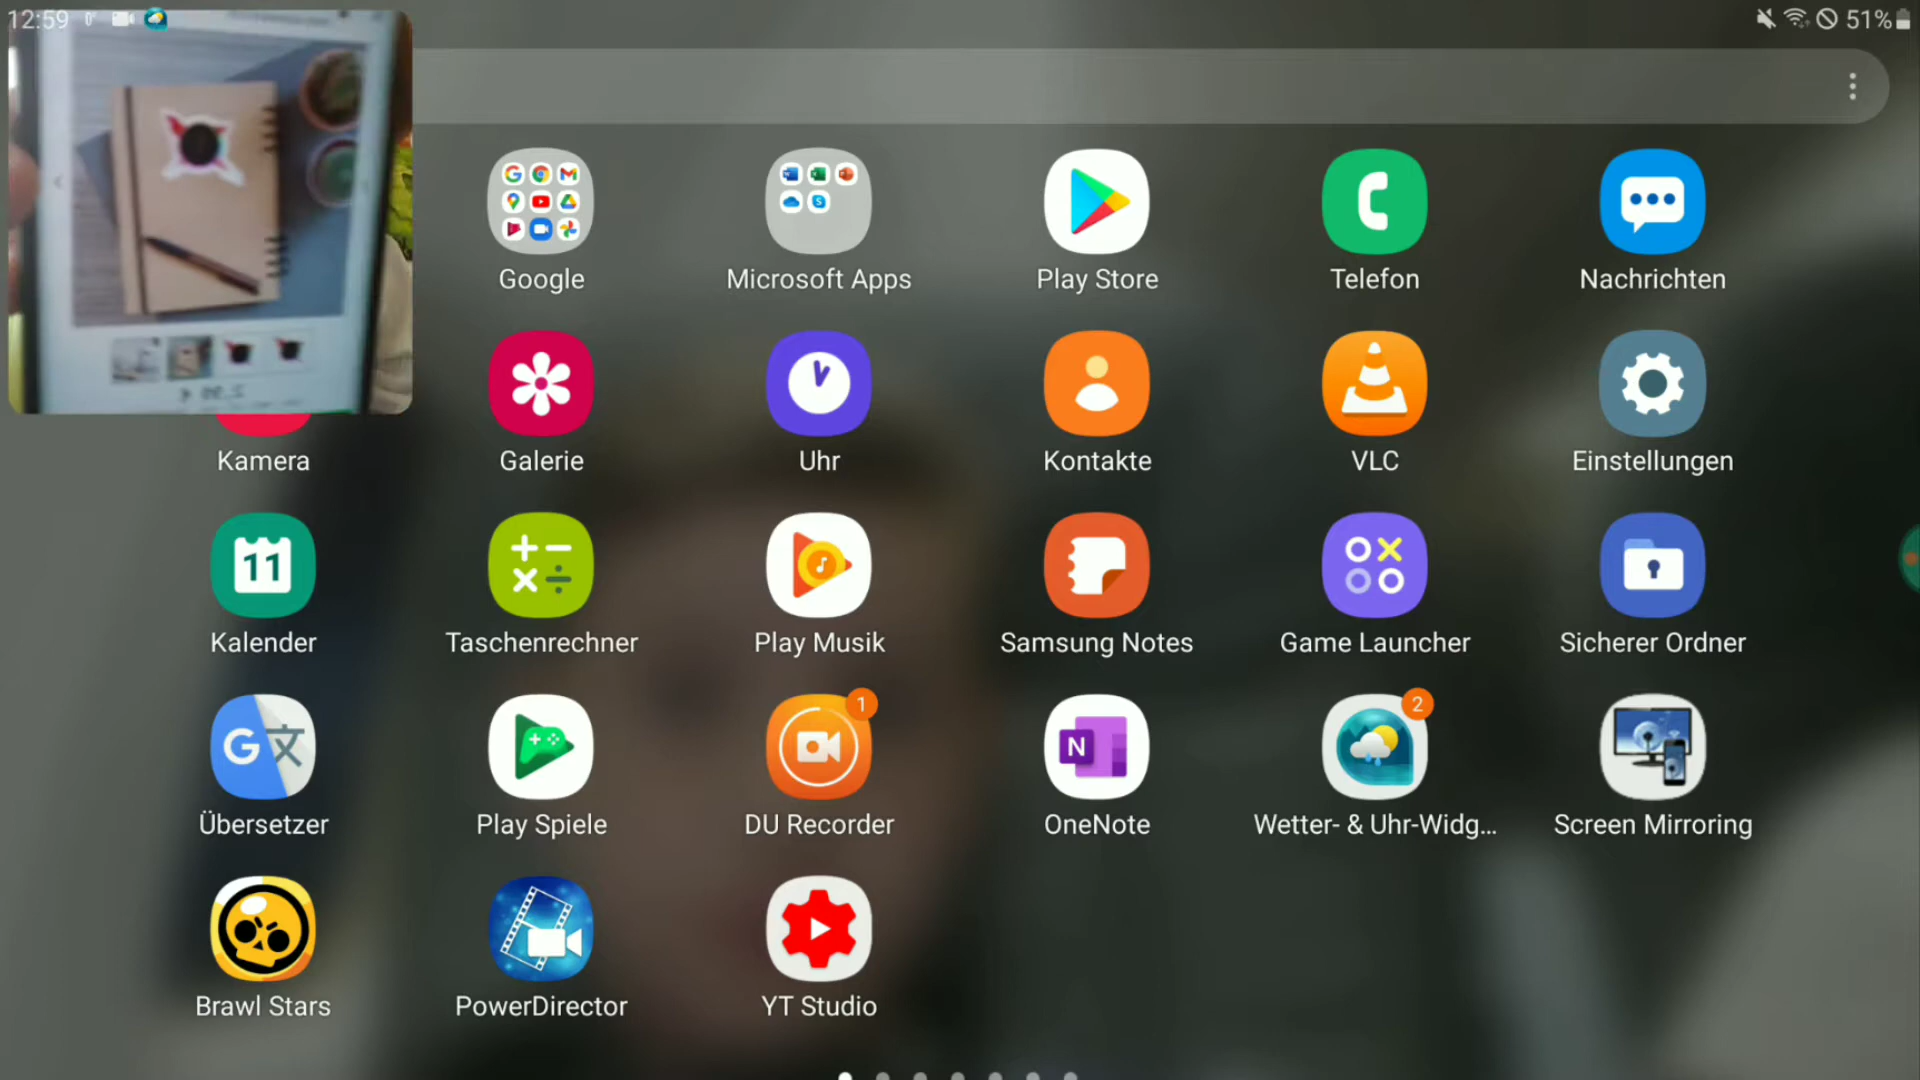 12:59
51%
Google
Microsoft Apps
Play Store
Telefon
Nachrichten
Kamera
Galerie
Uhr
Kontakte
VLC
Einstellungen
11
Kalender
Taschenrechner
Play Musik
Samsung Notes
Game Launcher
Sicherer Ordner
G文
1
N
2
Übersetzer
Play Spiele
DU Recorder
OneNote
Wetter- & Uhr-Widg...
Screen Mirroring
Brawl Stars
PowerDirector
YT Studio